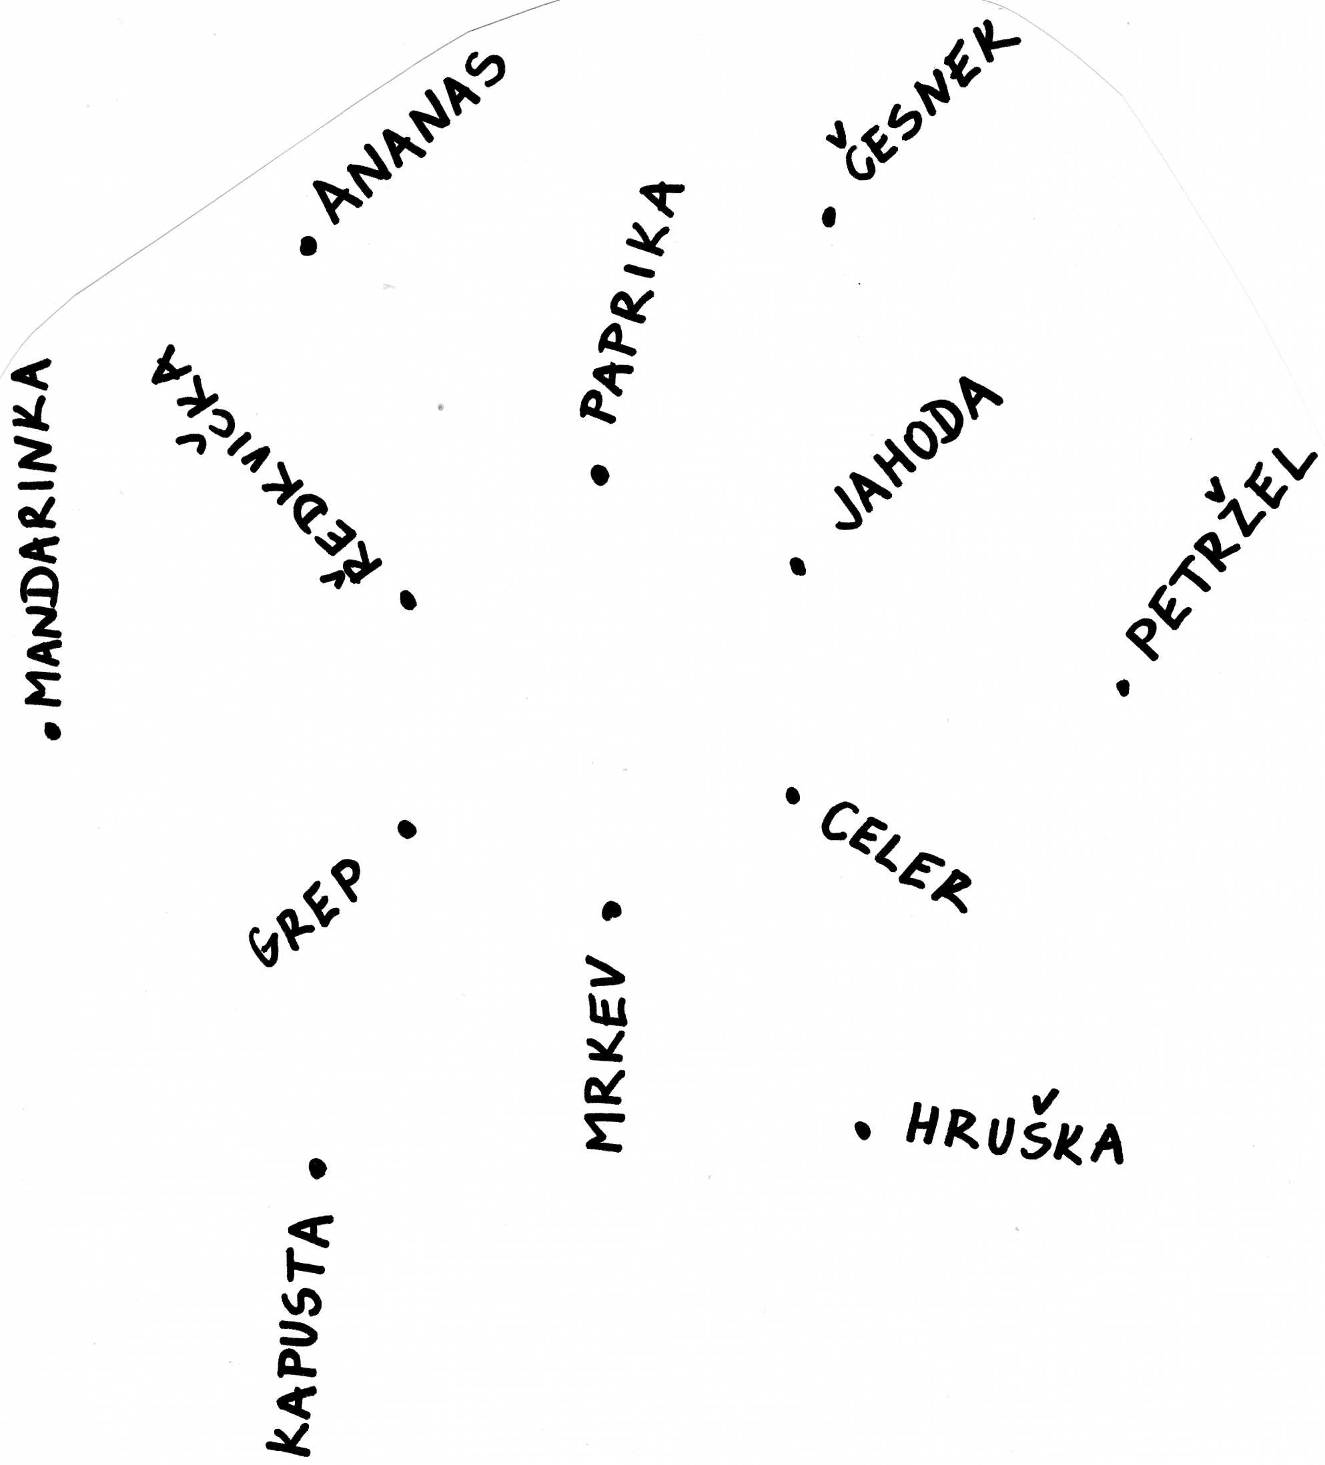 ANANAS
ČESNEK
PAPRIKA
MANDARINKA
ŘEDKVIČKA
JAHODA
PETRŽEL
GREP
CELER
MRKEV
HRUŠKA
KAPUSTA